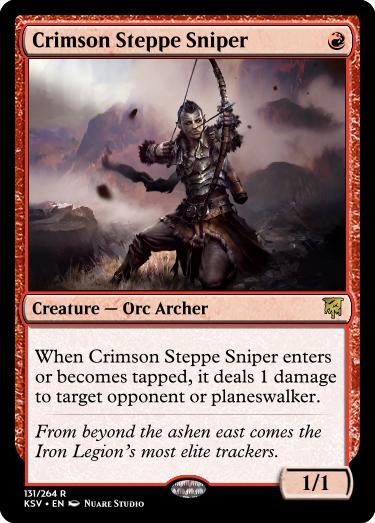 Crimson Steppe Sniper
Creature — Orc Archer
When Crimson Steppe Sniper enters
or becomes tapped, it deals 1 damage
to target opponent or planeswalker.
From beyond the ashen east comes the
Iron Legion's most elite trackers.
1/1
131/264 R
KSV • EN Nuare Studio